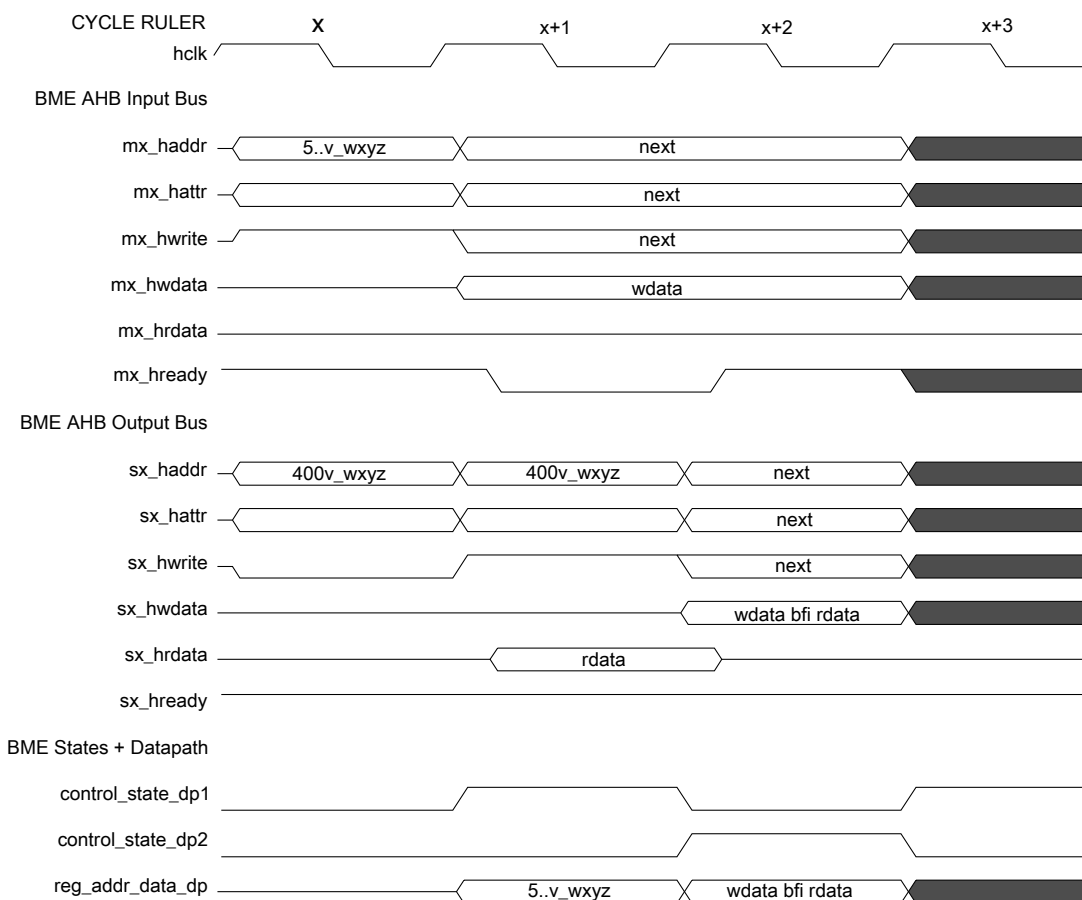 CYCLE RULER x x+1 x+2 x+3
hclk
BME AHB Input Bus
mx_haddr 5..v_wxyz next
mx_hattr next
mx_hwrite next
mx_hwdata wdata
mx_hrdata
mx_hready
BME AHB Output Bus
sx_haddr 400v_wxyz 400v_wxyz next
sx_hattr next
sx_hwrite next
sx_hwdata wdata bfi rdata
sx_hrdata rdata
sx_hready
BME States + Datapath
control_state_dp1
control_state_dp2
reg_addr_data_dp 5..v_wxyz wdata bfi rdata